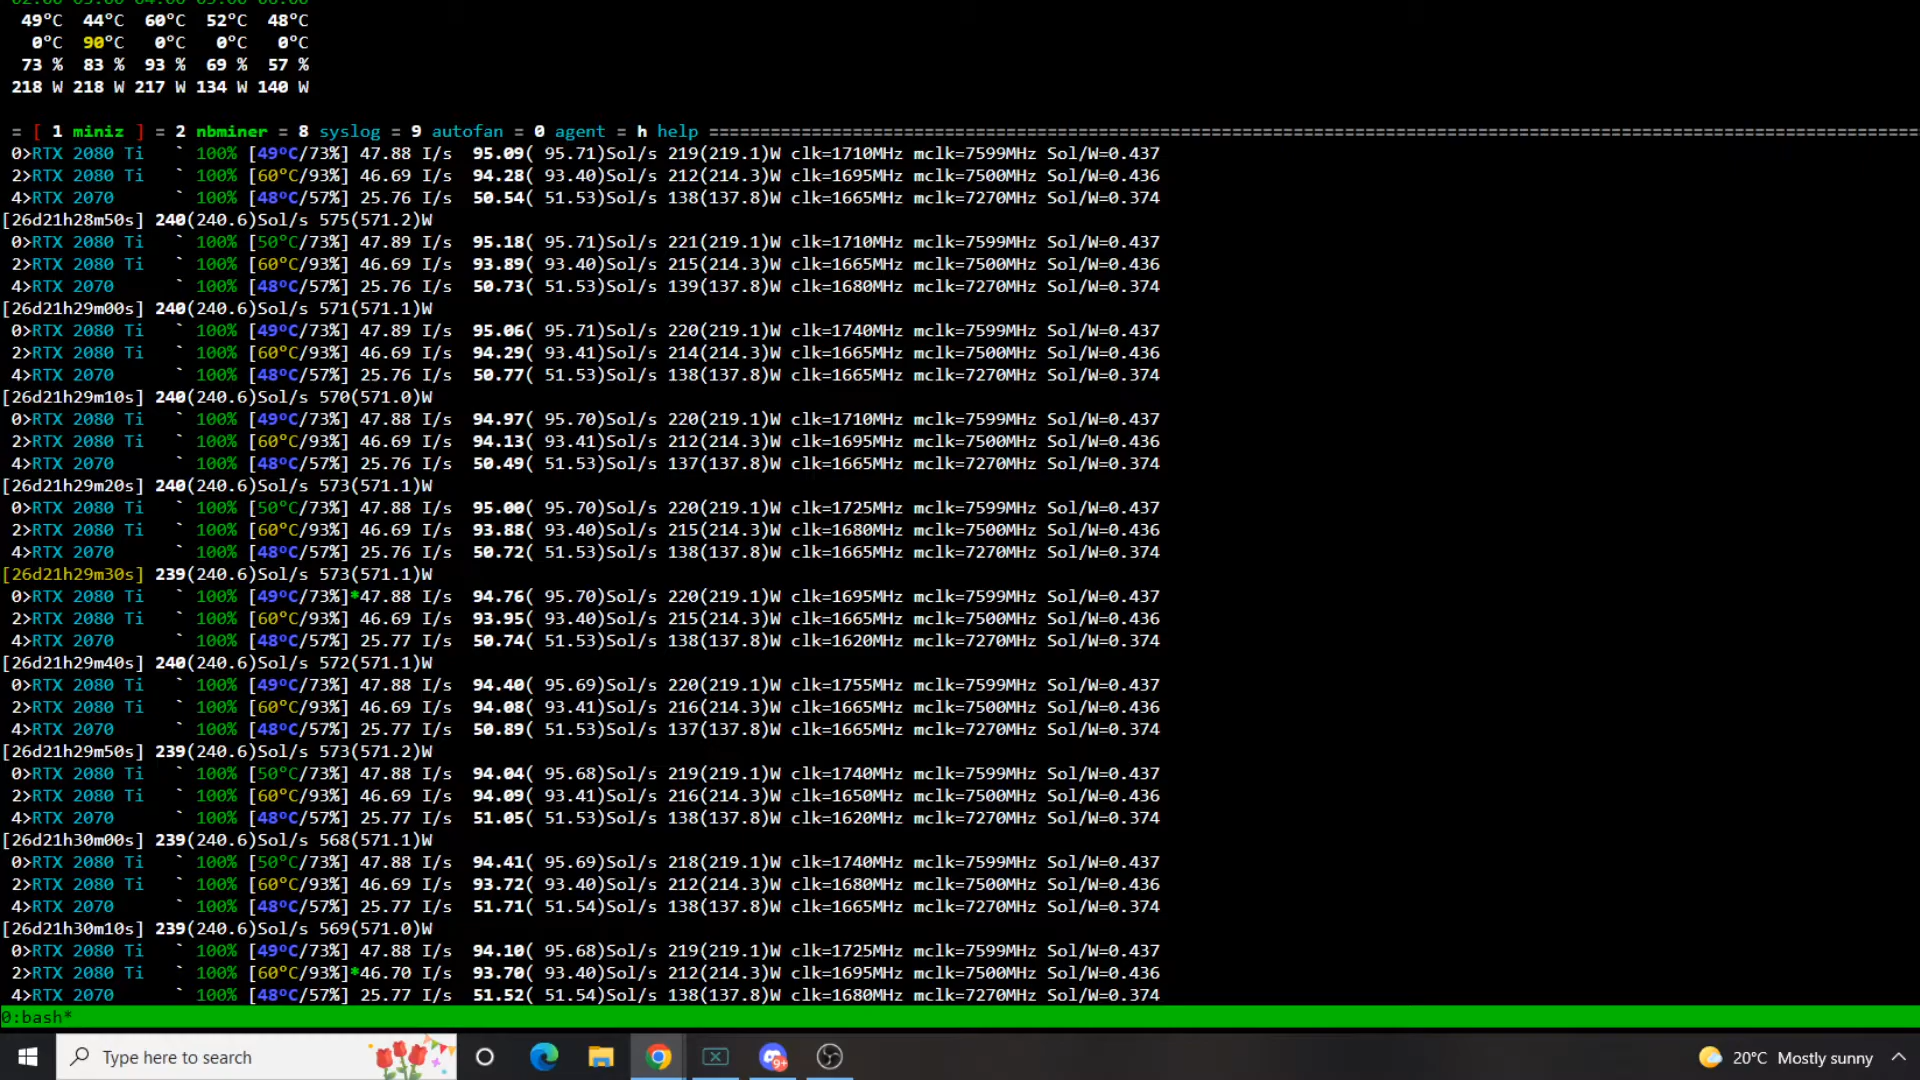 49°C 44°C 60°C 52°C 48°C
0°C 90°C 0°C 0°C 0°C
73 % 83 % 93 % 69 % 57 %
218 W 218 W 217 W 134 W 140 W
= [ 1 miniz ] = 2 nbminer = 8 syslog = 9 autofan = 0 agent = h help ======================================================================================================================
0>RTX 2080 Ti ` 100% [49ºC/73%] 47.88 I/s 95.09( 95.71)Sol/s 219(219.1)W clk=1710MHz mclk=7599MHz Sol/W=0.437
2>RTX 2080 Ti ` 100% [60ºC/93%] 46.69 I/s 94.28( 93.40)Sol/s 212(214.3)W clk=1695MHz mclk=7500MHz Sol/W=0.436
4>RTX 2070 ` 100% [48ºC/57%] 25.76 I/s 50.54( 51.53)Sol/s 138(137.8)W clk=1665MHz mclk=7270MHz Sol/W=0.374
[26d21h28m50s] 240(240.6)Sol/s 575(571.2)W
0>RTX 2080 Ti ` 100% [50ºC/73%] 47.89 I/s 95.18( 95.71)Sol/s 221(219.1)W clk=1710MHz mclk=7599MHz Sol/W=0.437
2>RTX 2080 Ti ` 100% [60ºC/93%] 46.69 I/s 93.89( 93.40)Sol/s 215(214.3)W clk=1665MHz mclk=7500MHz Sol/W=0.436
4>RTX 2070 ` 100% [48ºC/57%] 25.76 I/s 50.73( 51.53)Sol/s 139(137.8)W clk=1680MHz mclk=7270MHz Sol/W=0.374
[26d21h29m00s] 240(240.6)Sol/s 571(571.1)W
0>RTX 2080 Ti ` 100% [49ºC/73%] 47.89 I/s 95.06( 95.71)Sol/s 220(219.1)W clk=1740MHz mclk=7599MHz Sol/W=0.437
2>RTX 2080 Ti ` 100% [60ºC/93%] 46.69 I/s 94.29( 93.41)Sol/s 214(214.3)W clk=1665MHz mclk=7500MHz Sol/W=0.436
4>RTX 2070 ` 100% [48ºC/57%] 25.76 I/s 50.77( 51.53)Sol/s 138(137.8)W clk=1665MHz mclk=7270MHz Sol/W=0.374
[26d21h29m10s] 240(240.6)Sol/s 570(571.0)W
0>RTX 2080 Ti ` 100% [49ºC/73%] 47.88 I/s 94.97( 95.70)Sol/s 220(219.1)W clk=1710MHz mclk=7599MHz Sol/W=0.437
2>RTX 2080 Ti ` 100% [60ºC/93%] 46.69 I/s 94.13( 93.41)Sol/s 212(214.3)W clk=1695MHz mclk=7500MHz Sol/W=0.436
4>RTX 2070 ` 100% [48ºC/57%] 25.76 I/s 50.49( 51.53)Sol/s 137(137.8)W clk=1665MHz mclk=7270MHz Sol/W=0.374
[26d21h29m20s] 240(240.6)Sol/s 573(571.1)W
0>RTX 2080 Ti ` 100% [50ºC/73%] 47.88 I/s 95.00( 95.70)Sol/s 220(219.1)W clk=1725MHz mclk=7599MHz Sol/W=0.437
2>RTX 2080 Ti ` 100% [60ºC/93%] 46.69 I/s 93.88( 93.40)Sol/s 215(214.3)W clk=1680MHz mclk=7500MHz Sol/W=0.436
4>RTX 2070 ` 100% [48ºC/57%] 25.76 I/s 50.72( 51.53)Sol/s 138(137.8)W clk=1665MHz mclk=7270MHz Sol/W=0.374
[26d21h29m30s] 239(240.6)Sol/s 573(571.1)W
0>RTX 2080 Ti ` 100% [49ºC/73%]*47.88 I/s 94.76( 95.70)Sol/s 220(219.1)W clk=1695MHz mclk=7599MHz Sol/W=0.437
2>RTX 2080 Ti ` 100% [60ºC/93%] 46.69 I/s 93.95( 93.40)Sol/s 215(214.3)W clk=1665MHz mclk=7500MHz Sol/W=0.436
4>RTX 2070 ` 100% [48ºC/57%] 25.77 I/s 50.74( 51.53)Sol/s 138(137.8)W clk=1620MHz mclk=7270MHz Sol/W=0.374
[26d21h29m40s] 240(240.6)Sol/s 572(571.1)W
0>RTX 2080 Ti ` 100% [49ºC/73%] 47.88 I/s 94.40( 95.69)Sol/s 220(219.1)W clk=1755MHz mclk=7599MHz Sol/W=0.437
2>RTX 2080 Ti ` 100% [60ºC/93%] 46.69 I/s 94.08( 93.41)Sol/s 216(214.3)W clk=1665MHz mclk=7500MHz Sol/W=0.436
4>RTX 2070 ` 100% [48ºC/57%] 25.77 I/s 50.89( 51.53)Sol/s 137(137.8)W clk=1665MHz mclk=7270MHz Sol/W=0.374
[26d21h29m50s] 239(240.6)Sol/s 573(571.2)W
0>RTX 2080 Ti ` 100% [50ºC/73%] 47.88 I/s 94.04( 95.68)Sol/s 219(219.1)W clk=1740MHz mclk=7599MHz Sol/W=0.437
2>RTX 2080 Ti ` 100% [60ºC/93%] 46.69 I/s 94.09( 93.41)Sol/s 216(214.3)W clk=1650MHz mclk=7500MHz Sol/W=0.436
4>RTX 2070 ` 100% [48ºC/57%] 25.77 I/s 51.05( 51.53)Sol/s 138(137.8)W clk=1620MHz mclk=7270MHz Sol/W=0.374
[26d21h30m00s] 239(240.6)Sol/s 568(571.1)W
0>RTX 2080 Ti ` 100% [50ºC/73%] 47.88 I/s 94.41( 95.69)Sol/s 218(219.1)W clk=1740MHz mclk=7599MHz Sol/W=0.437
2>RTX 2080 Ti ` 100% [60ºC/93%] 46.69 I/s 93.72( 93.40)Sol/s 212(214.3)W clk=1680MHz mclk=7500MHz Sol/W=0.436
4>RTX 2070 ` 100% [48ºC/57%] 25.77 I/s 51.71( 51.54)Sol/s 138(137.8)W clk=1665MHz mclk=7270MHz Sol/W=0.374
[26d21h30m10s] 239(240.6)Sol/s 569(571.0)W
0>RTX 2080 Ti ` 100% [49ºC/73%] 47.88 I/s 94.10( 95.68)Sol/s 219(219.1)W clk=1725MHz mclk=7599MHz Sol/W=0.437
2>RTX 2080 Ti ` 100% [60ºC/93%]*46.70 I/s 93.70( 93.40)Sol/s 212(214.3)W clk=1695MHz mclk=7500MHz Sol/W=0.436
4>RTX 2070 ` 100% [48ºC/57%] 25.77 I/s 51.52( 51.54)Sol/s 138(137.8)W clk=1680MHz mclk=7270MHz Sol/W=0.374
0:bash*
Type here to search
9+
20°C Mostly sunny